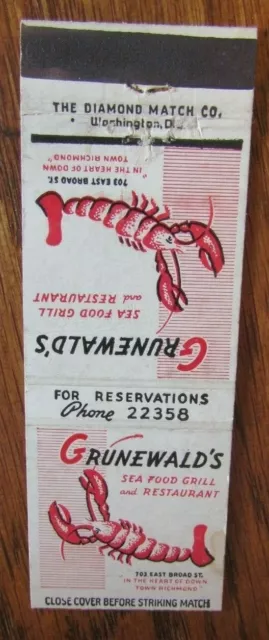 THE DIAMOND MATCH CO.
Washington, D.
703 EAST BROAD ST.
"IN THE HEART OF DOWN
TOWN RICHMOND"
SEA FOOD GRILL
and RESTAURANT
GRUNEWALD'S
FOR RESERVATIONS
Phone 22358
GRUNEWALD'S
SEA FOOD GRILL
and RESTAURANT
703 EAST BROAD ST.
IN THE HEART OF DOWN
TOWN RICHMOND
CLOSE COVER BEFORE STRIKING MATCH